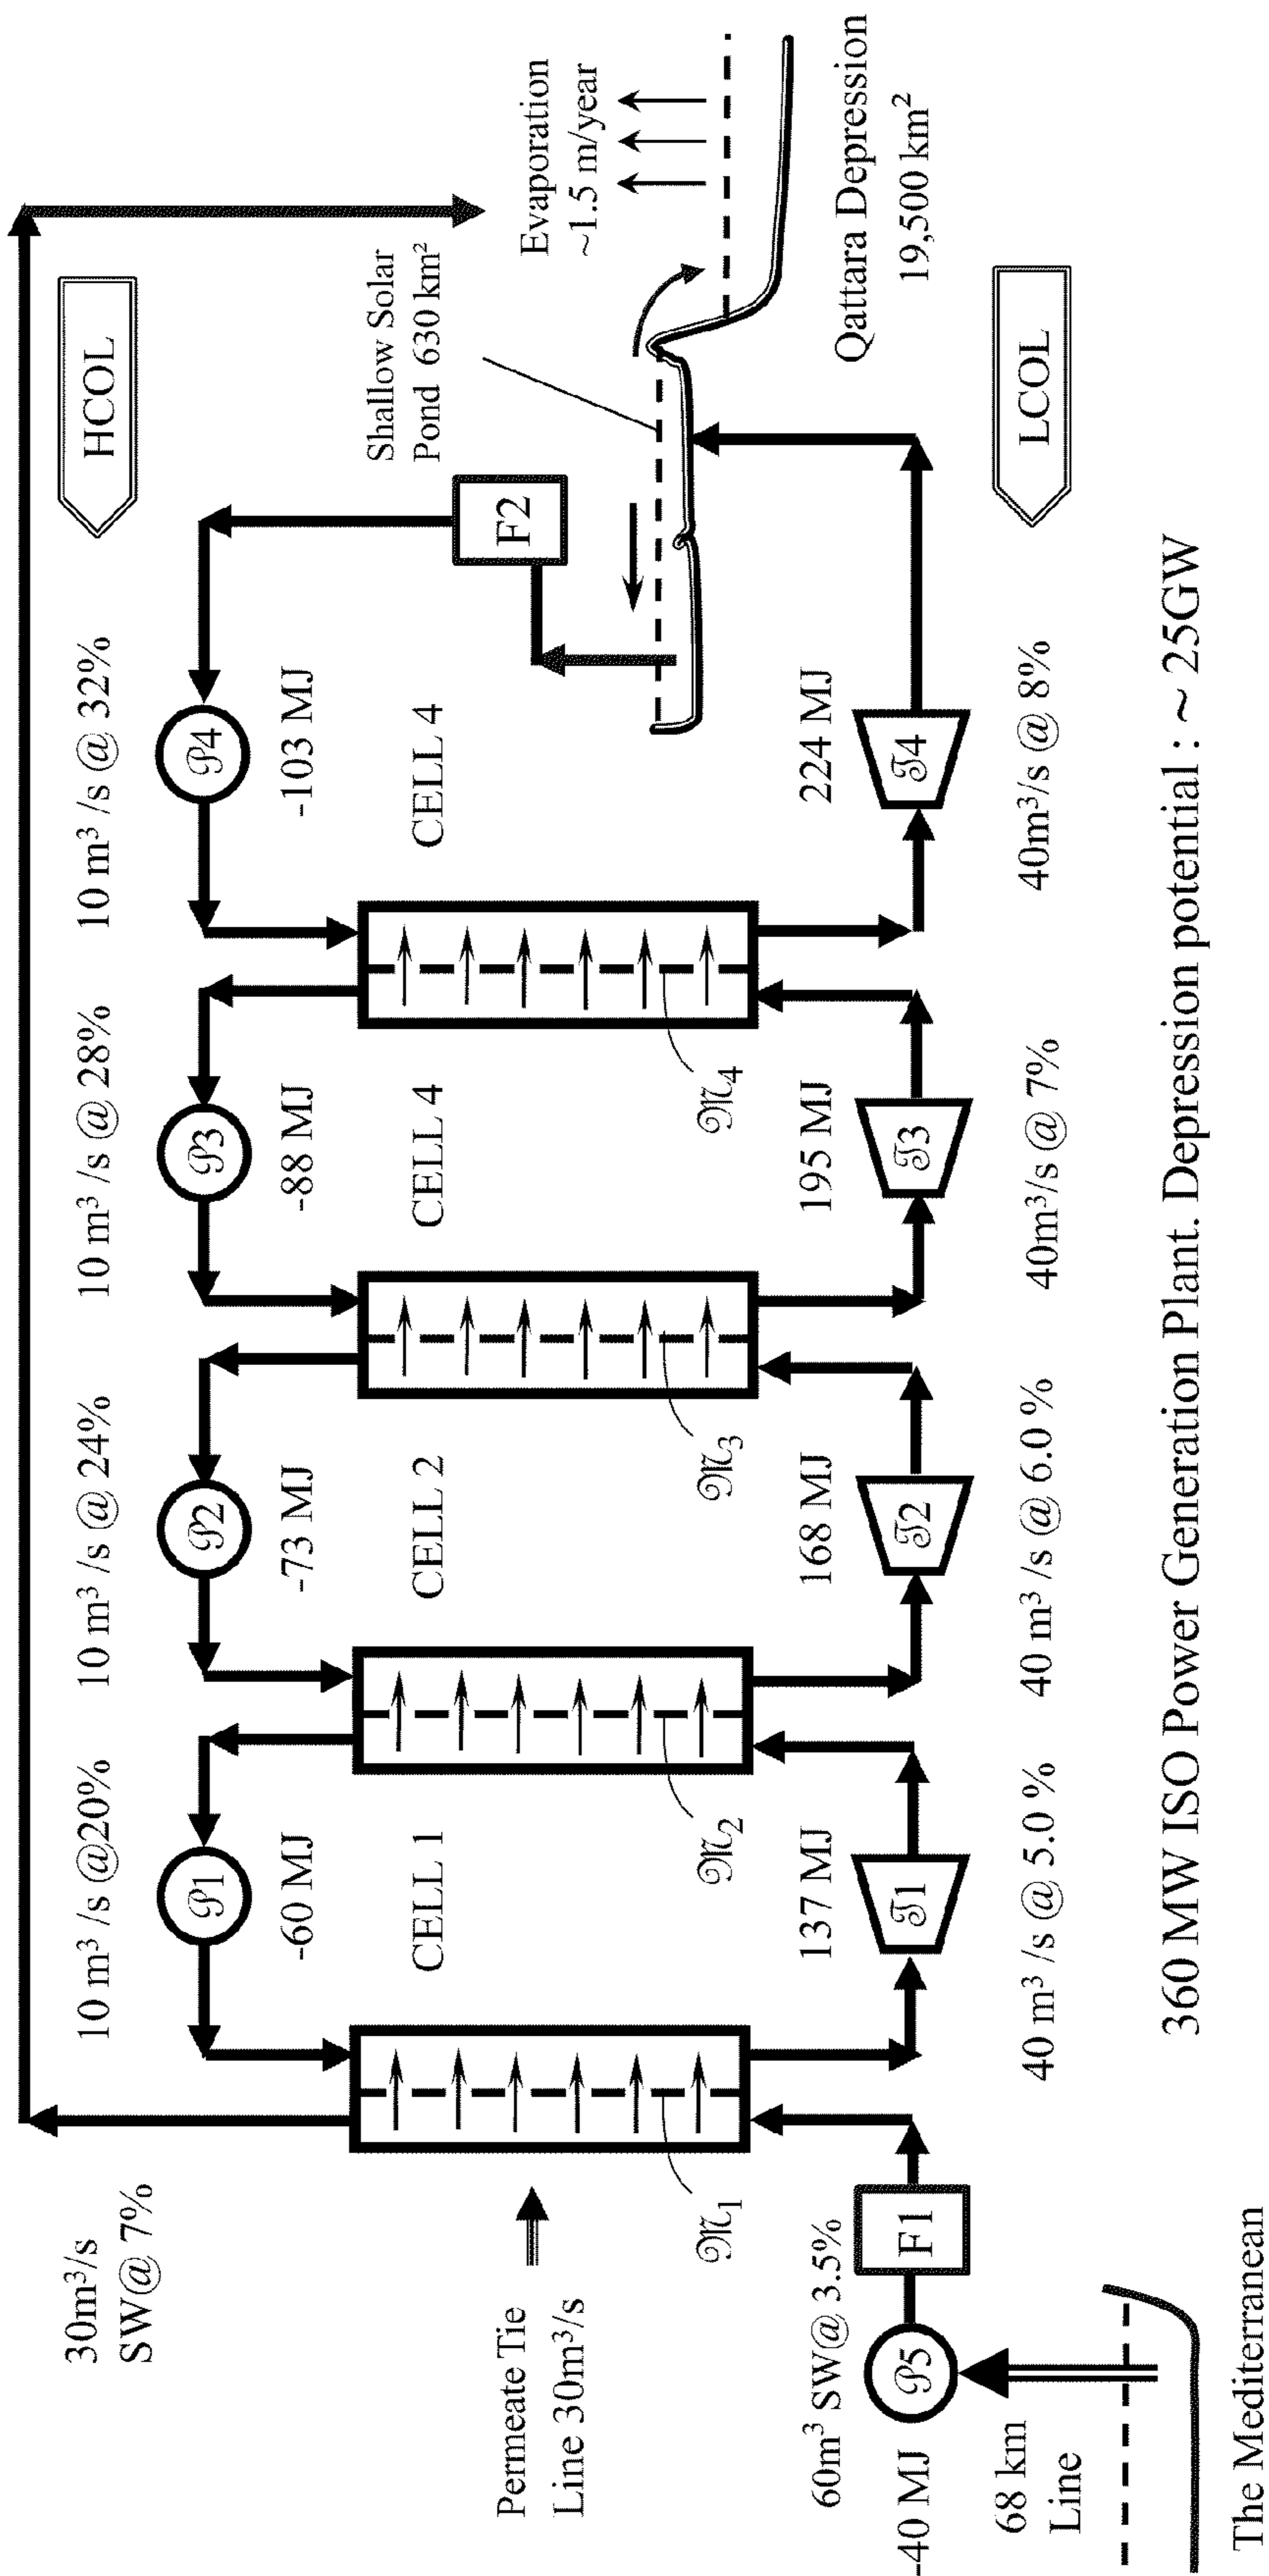 HCOL
10 m³ /s @20%
10 m³ /s @ 24%
10 m³ /s @ 28%
10 m³ /s @ 32%
30m³/s
SW@ 7%
𝒫1
𝒫2
𝒫3
𝒫4
-60 MJ
-73 MJ
-88 MJ
-103 MJ
Shallow Solar
Pond 630 km²
CELL 1
CELL 2
CELL 4
CELL 4
F2
Evaporation
~1.5 m/year
Permeate Tie
Line 30m³/s
𝔐1
𝔐2
𝔐3
𝔐4
137 MJ
168 MJ
195 MJ
224 MJ
Qattara Depression
19,500 km²
60m³ SW@ 3.5%
𝒫5
F1
𝔗1
𝔗2
𝔗3
𝔗4
-40 MJ
68 km
Line
40 m³ /s @ 5.0 %
40 m³ /s @ 6.0 %
40m³/s @ 7%
40m³/s @ 8%
LCOL
The Mediterranean
360 MW ISO Power Generation Plant. Depression potential : ~ 25GW